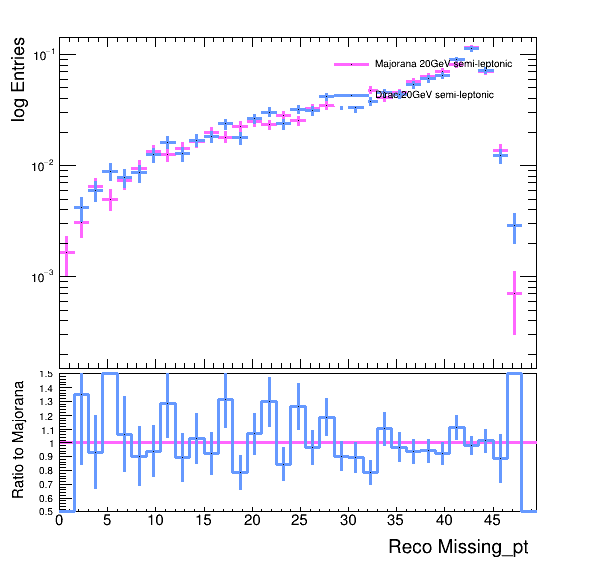 log Entries
10⁻¹
10⁻²
10⁻³
Majorana 20GeV semi-leptonic
Dirac 20GeV semi-leptonic
Ratio to Majorana
1.5
1.4
1.3
1.2
1.1
1
0.9
0.8
0.7
0.6
0.5
0 5 10 15 20 25 30 35 40 45
Reco Missing_pt